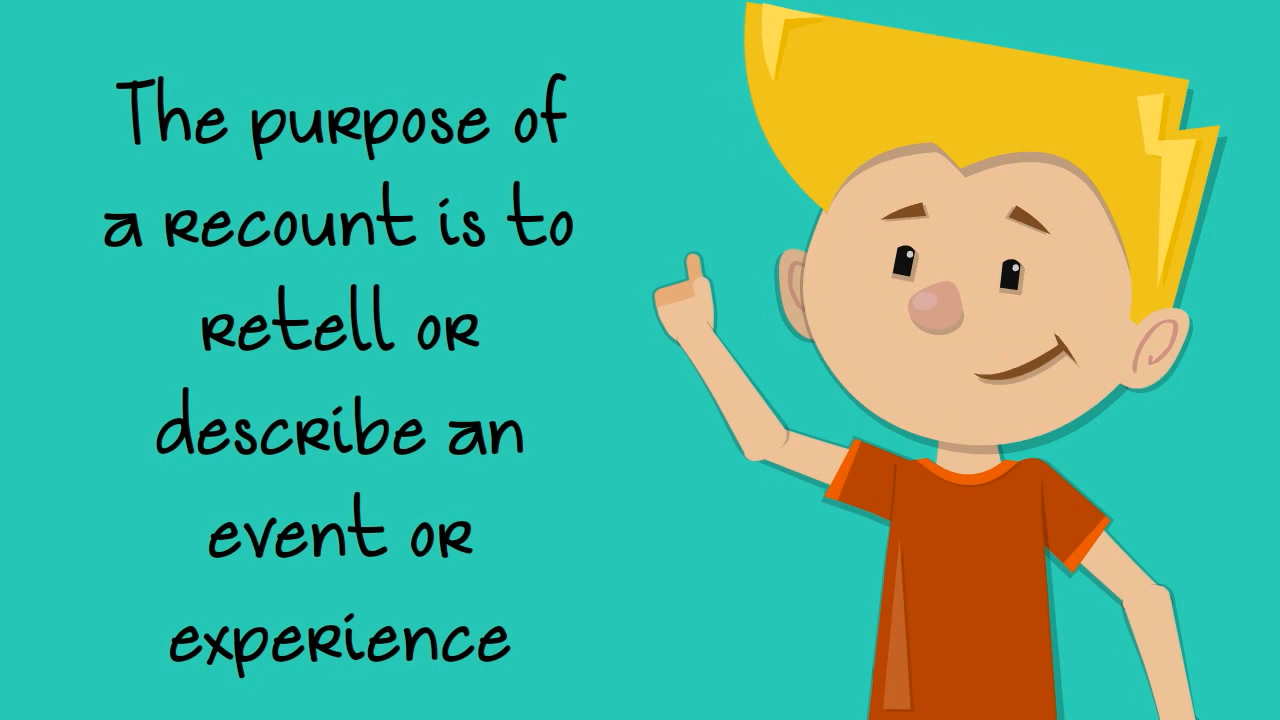 The purpose of
a recount is to
retell or
describe an
event or
experience